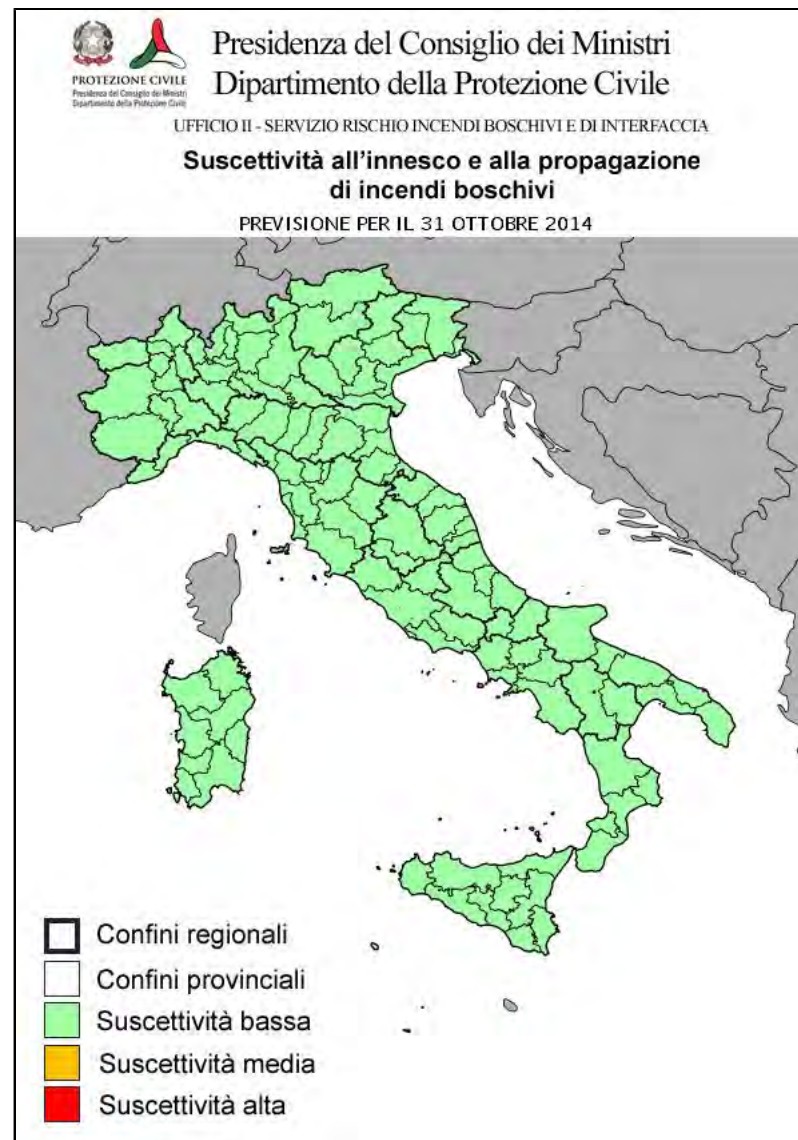 PROTEZIONE CIVILE
Presidenza del Consiglio dei Ministri
Dipartimento della Protezione Civile
Presidenza del Consiglio dei Ministri
Dipartimento della Protezione Civile
UFFICIO II - SERVIZIO RISCHIO INCENDI BOSCHIVI E DI INTERFACCIA
Suscettività all'innesco e alla propagazione
di incendi boschivi
PREVISIONE PER IL 31 OTTOBRE 2014
Confini regionali
Confini provinciali
Suscettività bassa
Suscettività media
Suscettività alta